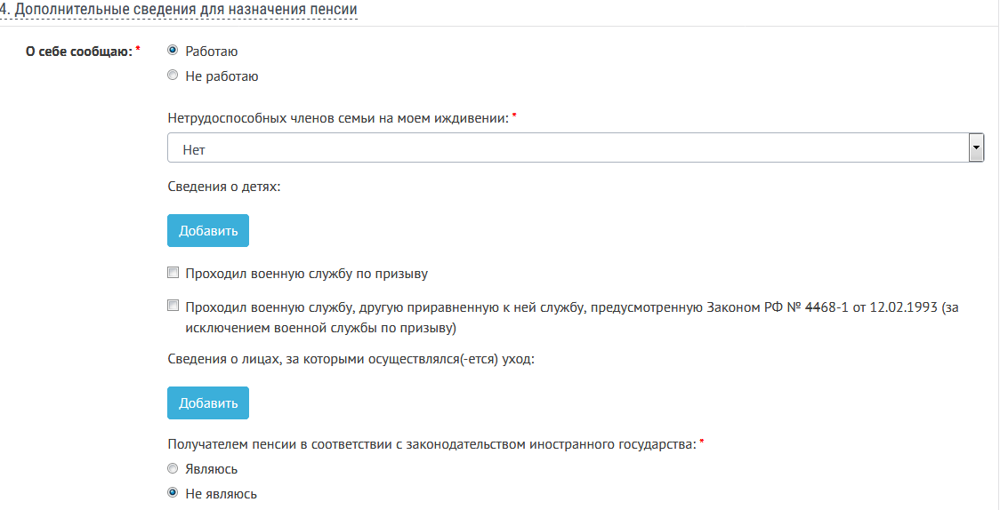 4. Дополнительные сведения для назначения пенсии
О себе сообщаю: *
Работаю
Не работаю
Нетрудоспособных членов семьи на моем иждивении: *
Нет
Сведения о детях:
Добавить
Проходил военную службу по призыву
Проходил военную службу, другую приравненную к ней службу, предусмотренную Законом РФ № 4468-1 от 12.02.1993 (за
исключением военной службы по призыву)
Сведения о лицах, за которыми осуществлялся(-ется) уход:
Добавить
Получателем пенсии в соответствии с законодательством иностранного государства: *
Являюсь
Не являюсь